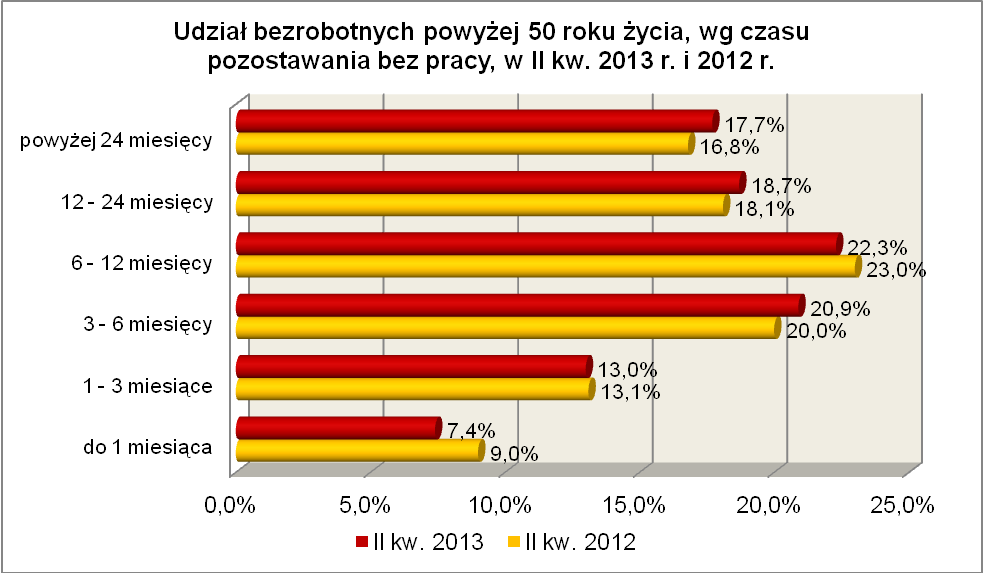 Udział bezrobotnych powyżej 50 roku życia, wg czasu
pozostawania bez pracy, w II kw. 2013 r. i 2012 r.
powyżej 24 miesięcy
17,7%
16,8%
12 - 24 miesięcy
18,7%
18,1%
6 - 12 miesięcy
22,3%
23,0%
3 - 6 miesięcy
20,9%
20,0%
1 - 3 miesiące
13,0%
13,1%
do 1 miesiąca
7,4%
9,0%
0,0% 5,0% 10,0% 15,0% 20,0% 25,0%
II kw. 2013 II kw. 2012